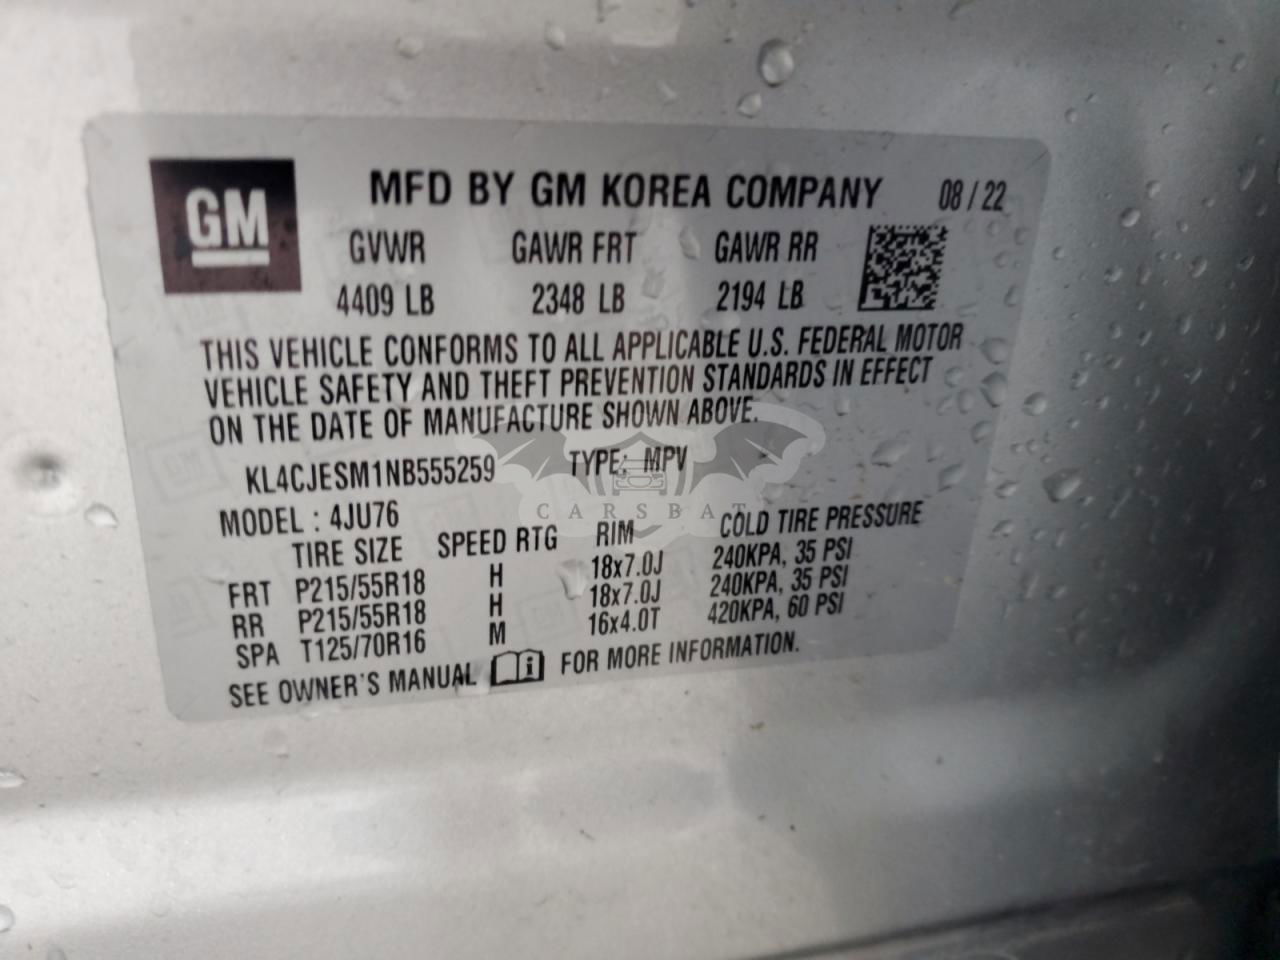 GM
MFD BY GM KOREA COMPANY 08/22
GVWR GAWR FRT GAWR RR
4409 LB 2348 LB 2194 LB
THIS VEHICLE CONFORMS TO ALL APPLICABLE U.S. FEDERAL MOTOR
VEHICLE SAFETY AND THEFT PREVENTION STANDARDS IN EFFECT
ON THE DATE OF MANUFACTURE SHOWN ABOVE.
KL4CJESM1NB555259 TYPE: MPV
CARSBAT
MODEL : 4JU76
TIRE SIZE SPEED RTG RIM COLD TIRE PRESSURE
FRT P215/55R18 H 18x7.0J 240KPA, 35 PSI
RR P215/55R18 H 18x7.0J 240KPA, 35 PSI
SPA T125/70R16 M 16x4.0T 420KPA, 60 PSI
SEE OWNER'S MANUAL i FOR MORE INFORMATION.